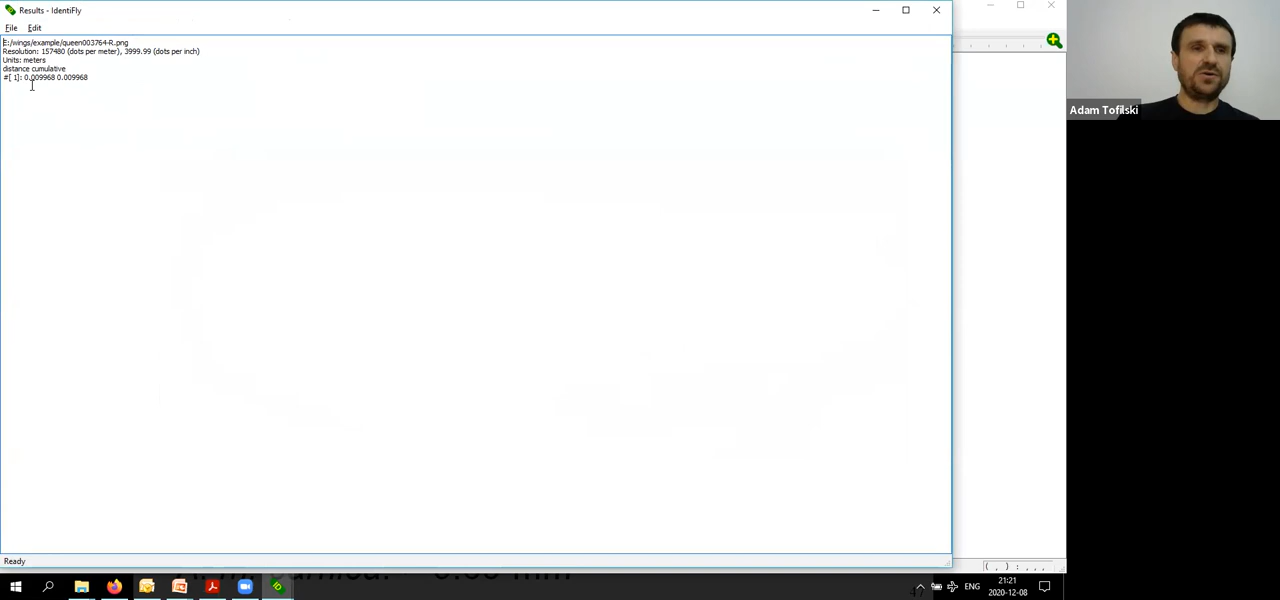 Results - IdentiFly
File Edit
E:/wings/example/queen003764-R.png
Resolution: 157480 (dots per meter), 3999.99 (dots per inch)
Units: meters
distance cumulative
#[ 1]: 0.009968 0.009968
Ready
Adam Tofilski
( , ) : , , ,
ENG
21:21
2020-12-08